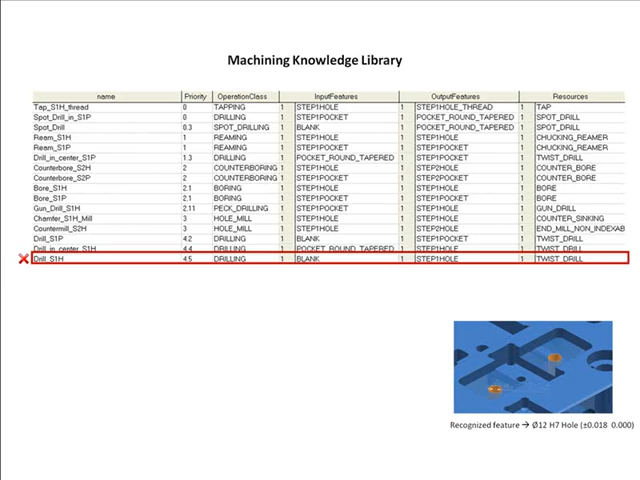 Machining Knowledge Library
name Priority OperationClass InputFeatures OutputFeatures Resources
Tap_S1H_thread 0 TAPPING 1 STEP1HOLE 1 STEP1HOLE_THREAD 1 TAP
Spot_Drill_in_S1P 0 DRILLING 1 STEP1POCKET 1 POCKET_ROUND_TAPERED 1 SPOT_DRILL
Spot_Drill 0.3 SPOT_DRILLING 1 BLANK 1 POCKET_ROUND_TAPERED 1 SPOT_DRILL
Ream_S1H 1 REAMING 1 STEP1HOLE 1 STEP1HOLE 1 CHUCKING_REAMER
Ream_S1P 1 REAMING 1 STEP1POCKET 1 STEP1POCKET 1 CHUCKING_REAMER
Drill_in_center_S1P 1.3 DRILLING 1 POCKET_ROUND_TAPERED 1 STEP1POCKET 1 TWIST_DRILL
Counterbore_S2H 2 COUNTERBORING 1 STEP1HOLE 1 STEP2HOLE 1 COUNTER_BORE
Counterbore_S2P 2 COUNTERBORING 1 STEP1POCKET 1 STEP2POCKET 1 COUNTER_BORE
Bore_S1H 2.1 BORING 1 STEP1HOLE 1 STEP1HOLE 1 BORE
Bore_S1P 2.1 BORING 1 STEP1POCKET 1 STEP1POCKET 1 BORE
Gun_Drill_S1H 2.11 PECK_DRILLING 1 STEP1POCKET 1 STEP1POCKET 1 GUN_DRILL
Chamfer_S1H_Mill 3 HOLE_MILL 1 STEP1HOLE 1 STEP1HOLE 1 COUNTER_SINKING
Countermill_S2H 3 HOLE_MILL 1 STEP1HOLE 1 STEP2HOLE 1 END_MILL_NON_INDEXAB
Drill_S1P 4.2 DRILLING 1 BLANK 1 STEP1POCKET 1 TWIST_DRILL
Drill_in_center_S1H 4.4 DRILLING 1 POCKET_ROUND_TAPERED 1 STEP1HOLE 1 TWIST_DRILL
Drill_S1H 4.5 DRILLING 1 BLANK 1 STEP1HOLE 1 TWIST_DRILL
Recognized feature → Ø12 H7 Hole (±0.018 0.000)